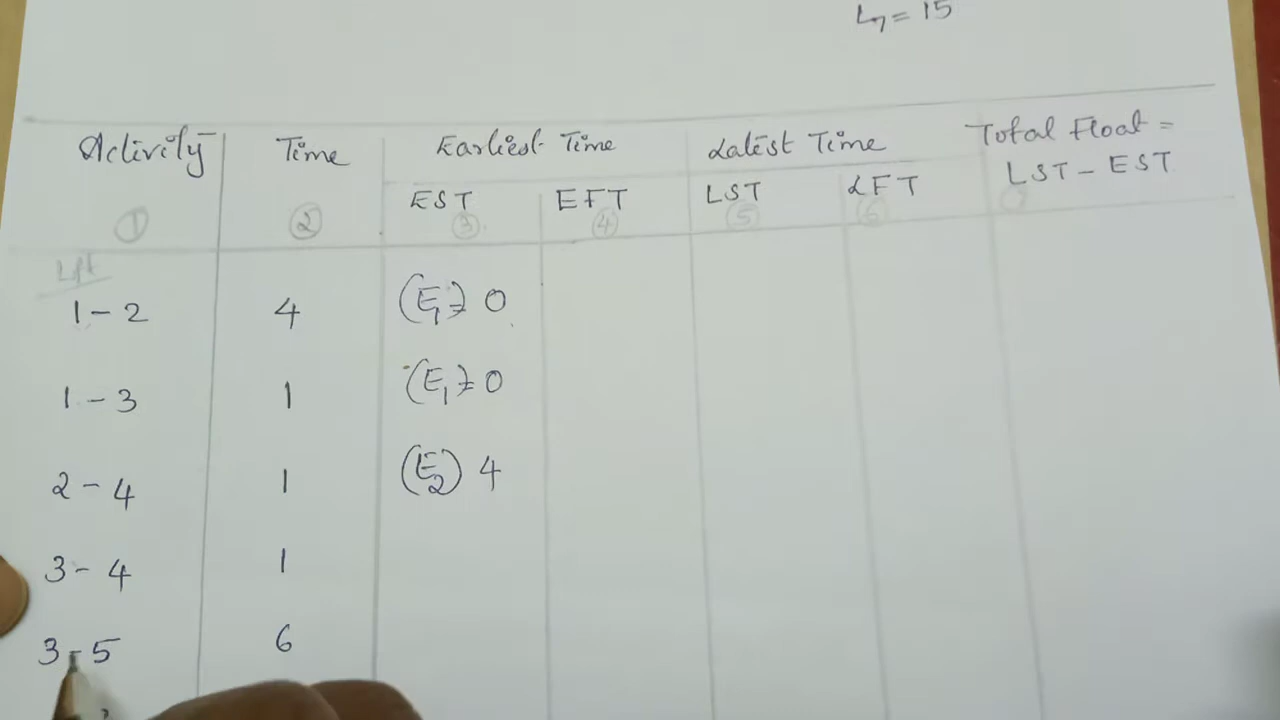 L7 = 15
Activity Time Earliest Time Latest Time Total Float =
EST EFT LST LFT LST - EST
① ② ③ ④ ⑤ ⑥
1 - 2 4 (E1) = 0
1 - 3 1 (E1) = 0
2 - 4 1 (E2) 4
3 - 4 1
3 - 5 6